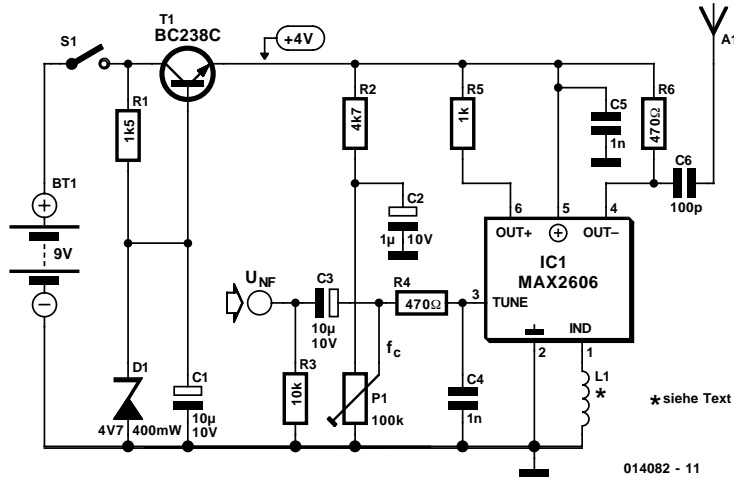 S1
T1
BC238C
+4V
A1
R1
1k5
R2
4k7
R5
1k
C5
1n
R6
470Ω
C6
100p
BT1
9V
C2
1µ
10V
6
5
4
OUT+
OUT–
IC1
MAX2606
UNF
C3
10µ
10V
R4
470Ω
3
TUNE
IND
2
1
fc
R3
10k
P1
100k
C4
1n
L1
*
* siehe Text
D1
4V7
400mW
C1
10µ
10V
014082 - 11